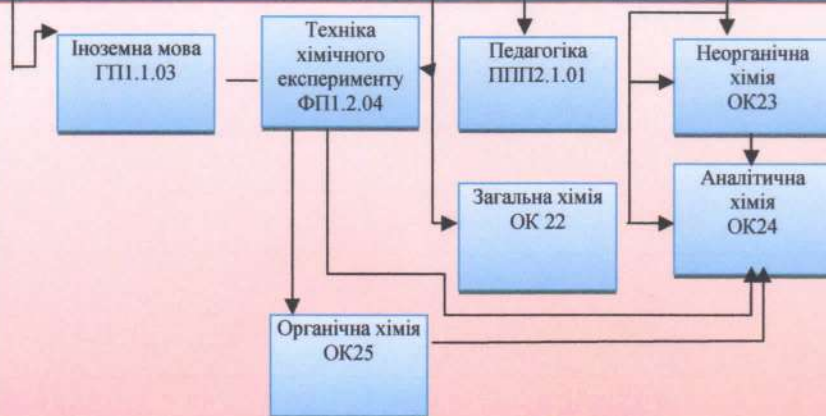 Іноземна мова
ГП1.1.03
Техніка
хімічного
експерименту
ФП1.2.04
Педагогіка
ППП2.1.01
Неорганічна
хімія
ОК23
Загальна хімія
ОК 22
Аналітична
хімія
ОК24
Органічна хімія
ОК25